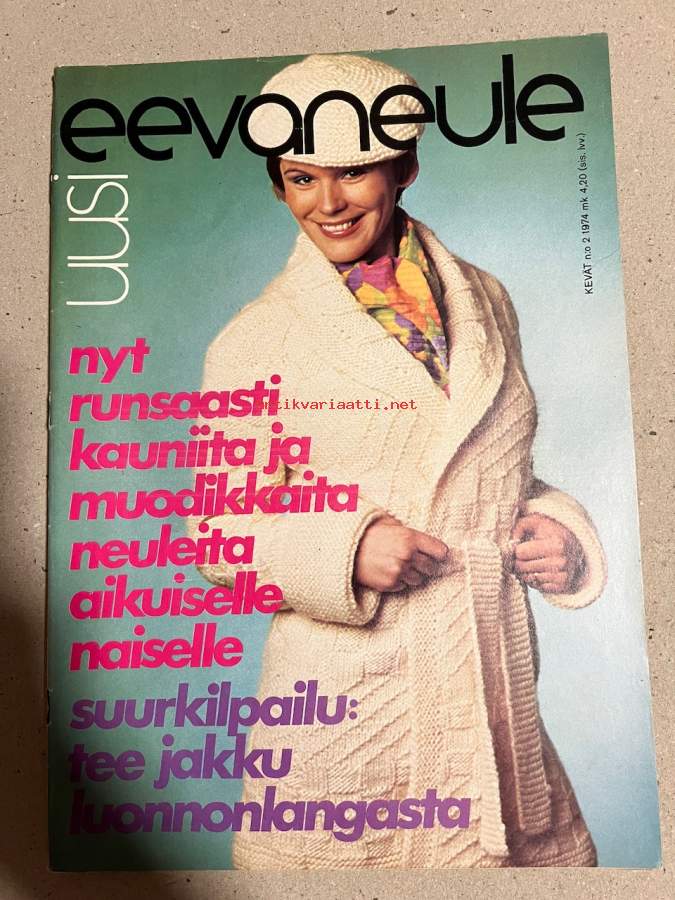 eevaneule
uusi
KEVÄT n:o 2 1974 mk 4,20 (sis. lvv.)
nyt
runsaasti
antikvariaatti.net
kauniita ja
muodikkaita
neuleita
aikuiselle
naiselle
suurkilpailu:
tee jakku
luonnonlangasta